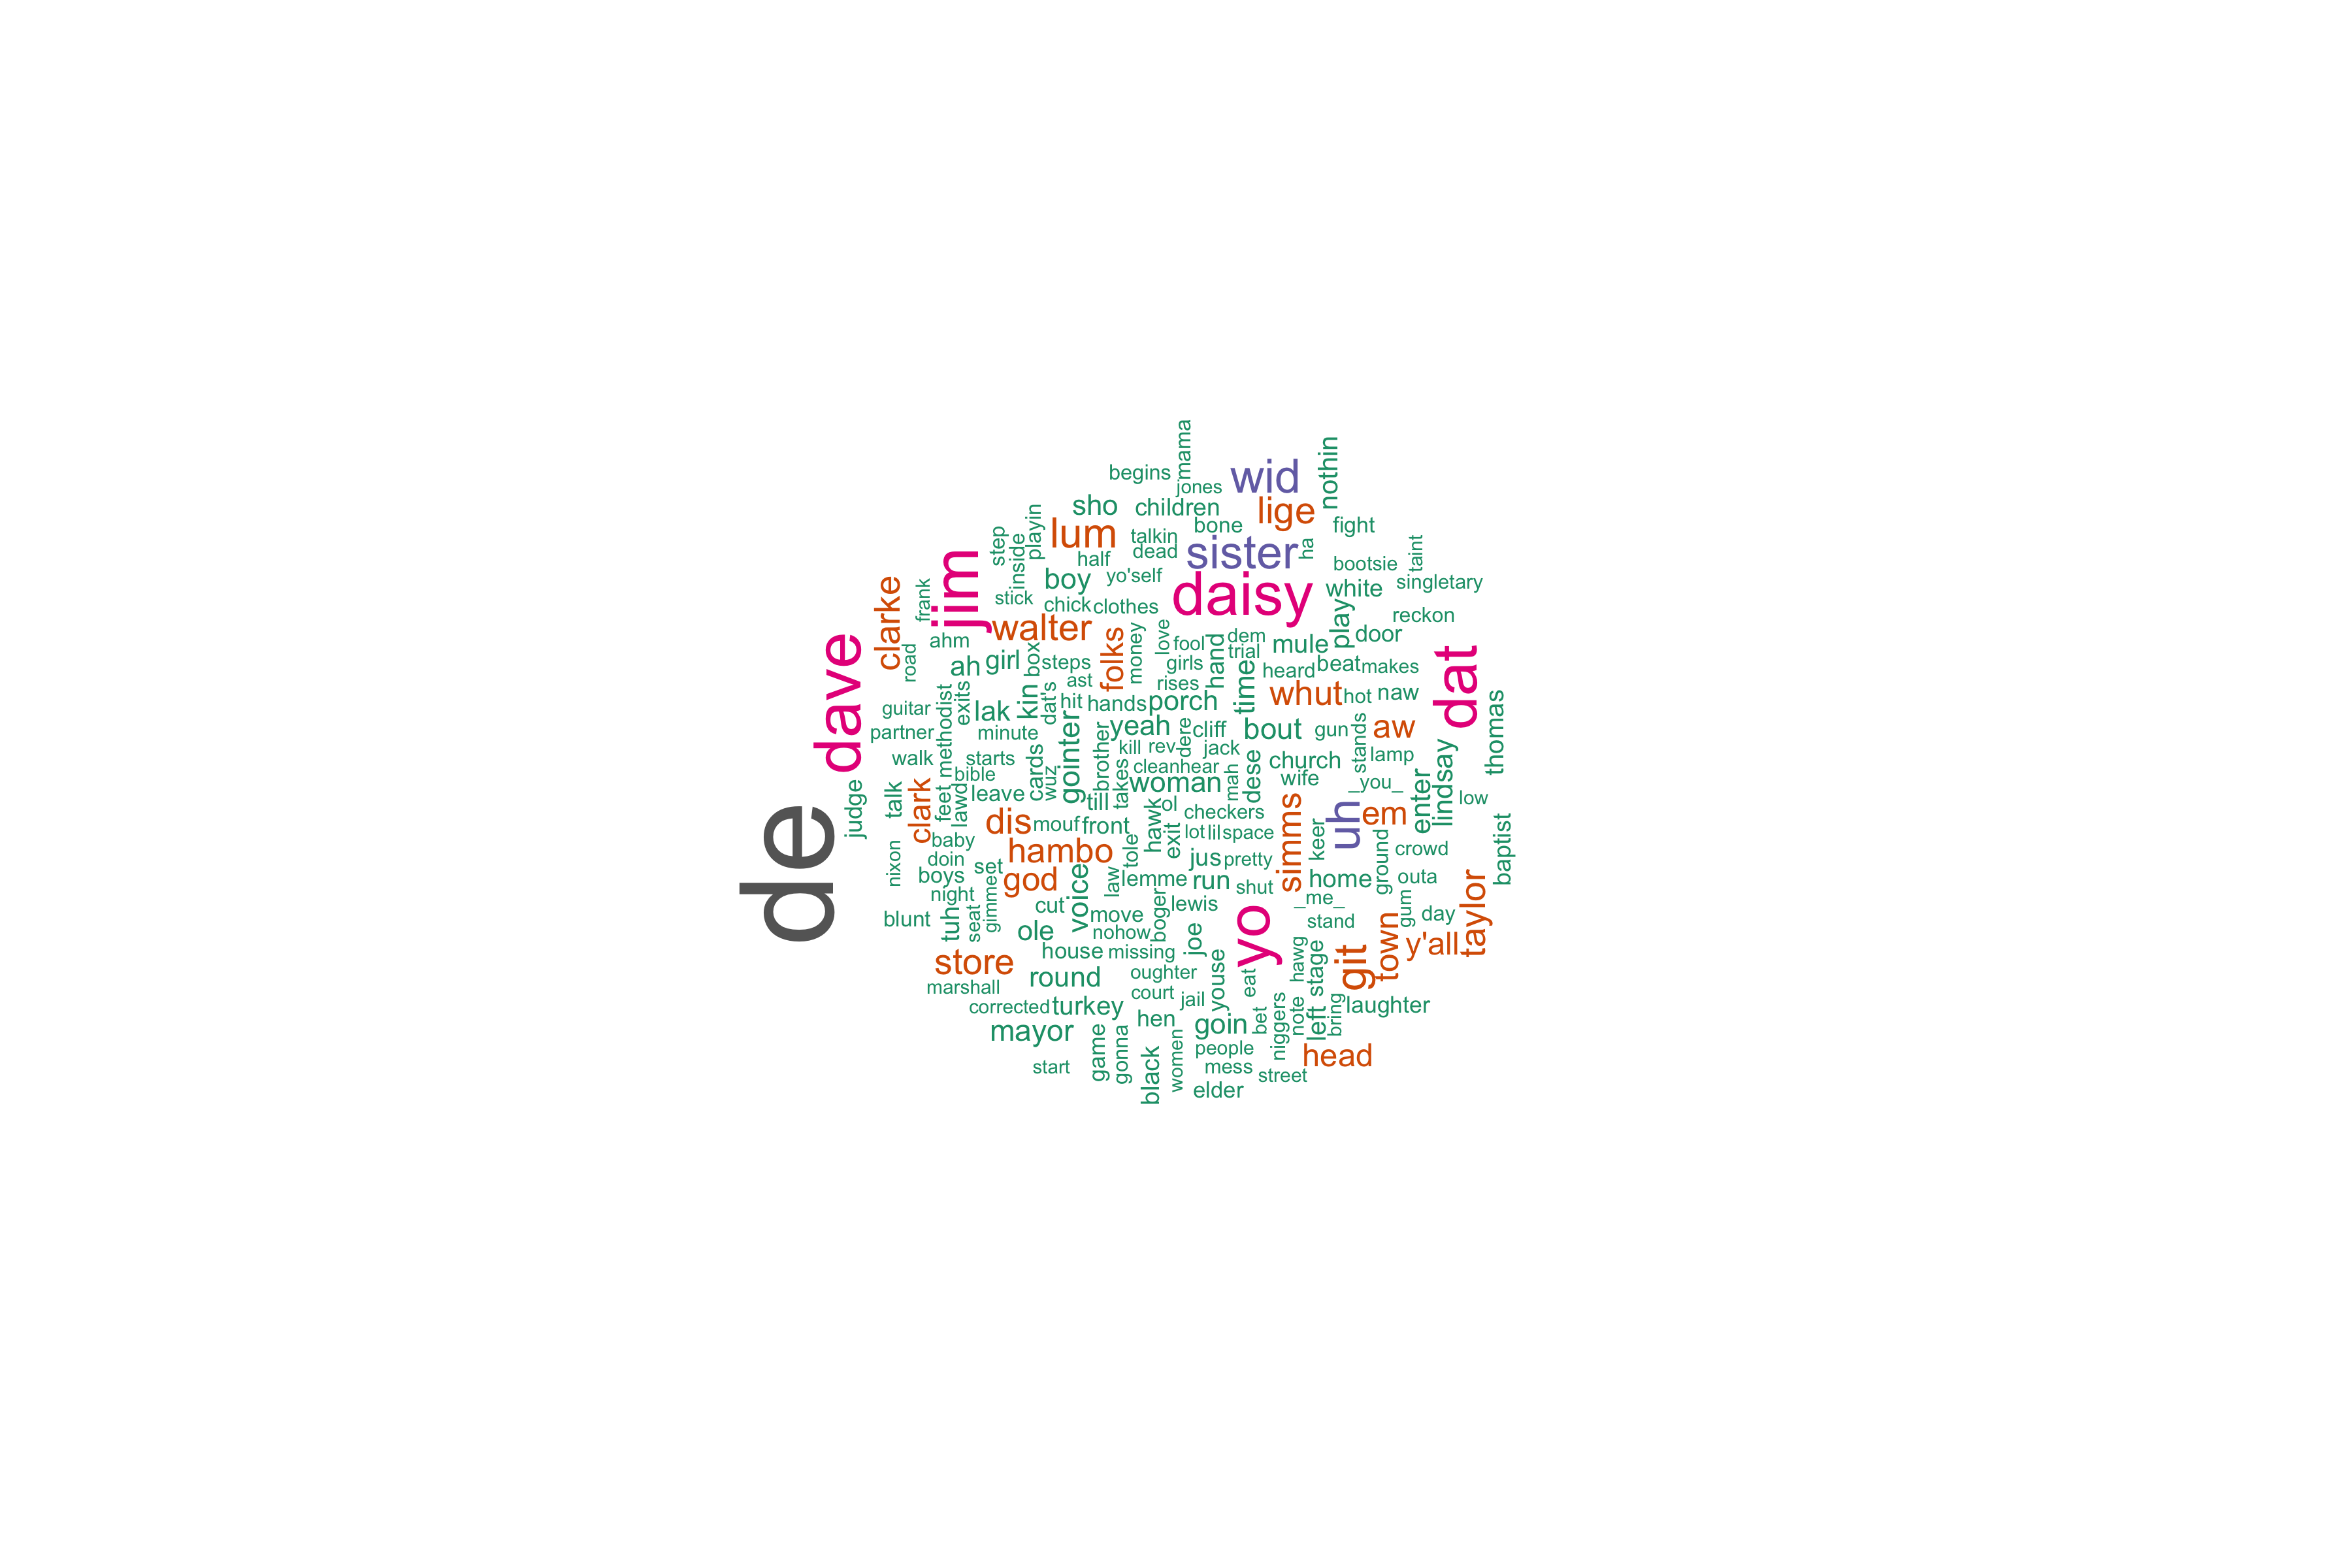 mama
begins
wid
nothin
jones
sho
children
lige
bone
fight
playin
lum
step
talkin
inside
half
dead
sister
ha
taint
bootsie
jim
boy
yo'self
daisy
white
singletary
clarke
frank
stick
chick
clothes
play
reckon
walter
ahm
road
folks
money
love
fool
hand
dem
trial
mule
door
dave
ah
girl
box
steps
girls
time
heard
beat
makes
dat
ast
rises
guitar
methodist
exits
lak
kin
dat's
hit
hands
porch
whut
hot
naw
thomas
partner
minute
gointer
yeah
dere
cliff
bout
gun
aw
stands
walk
starts
brother
kill
rev
jack
church
lamp
lindsay
bible
cards
wuz
clean
hear
mah
dese
wife
_you_
enter
low
judge
talk
feet
lawd
leave
till
takes
woman
de
clark
dis
mouf
front
hawk
ol
checkers
simms
uh
em
baby
hambo
tole
exit
lot
lil
space
keer
ground
crowd
baptist
nixon
doin
boys
set
god
voice
jus
pretty
night
gimme
law
lemme
run
shut
home
outa
blunt
tuh
seat
cut
move
boger
lewis
_me_
gum
day
taylor
ole
nohow
joe
yo
stand
town
y'all
store
house
missing
hawg
stage
git
marshall
round
oughter
youse
eat
corrected
turkey
court
jail
niggers
note
left
bring
laughter
mayor
hen
goin
bet
game
gonna
black
women
people
head
start
mess
street
elder